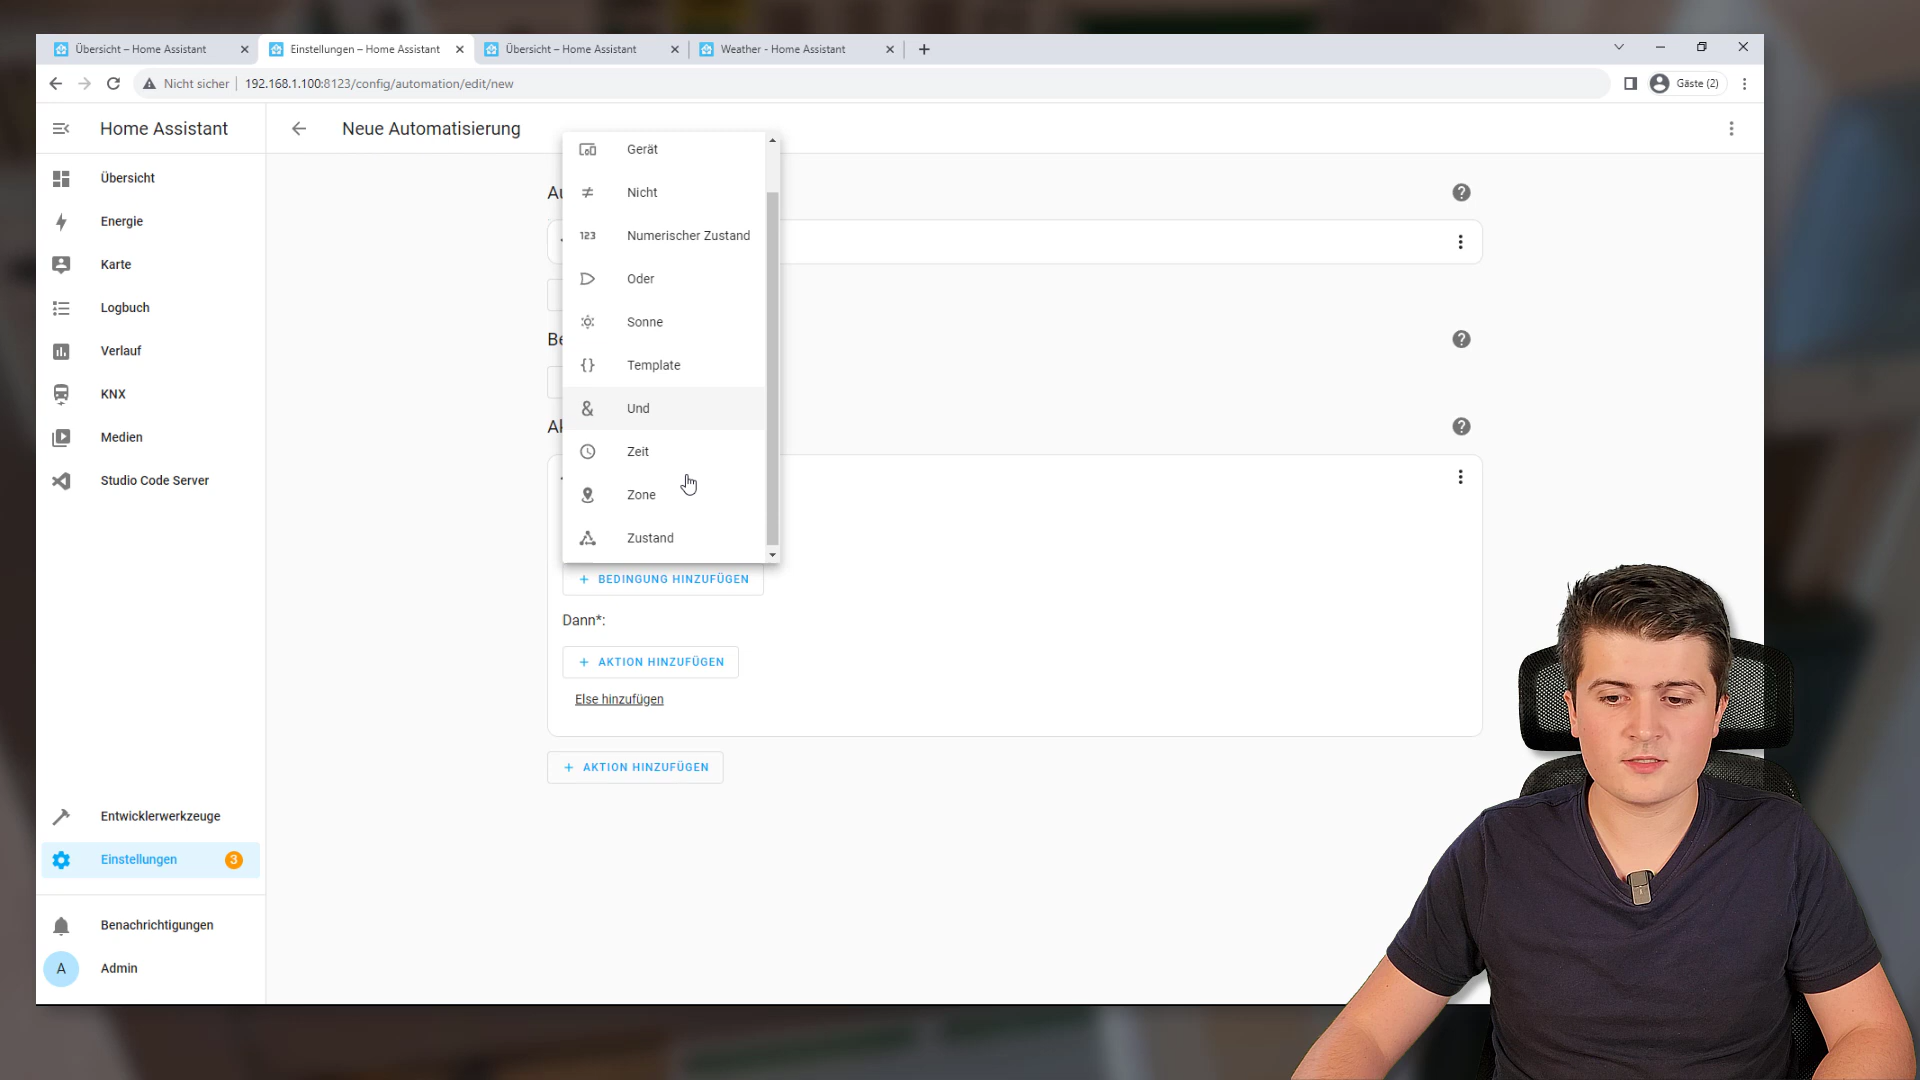 Übersicht – Home Assistant
Einstellungen – Home Assistant
Übersicht – Home Assistant
Weather - Home Assistant
Nicht sicher
192.168.1.100:8123/config/automation/edit/new
Gäste (2)
Home Assistant
Neue Automatisierung
Übersicht
Energie
Karte
Logbuch
Verlauf
KNX
Medien
Studio Code Server
Entwicklerwerkzeuge
Einstellungen
3
Benachrichtigungen
A
Admin
Gerät
Nicht
123
Numerischer Zustand
Oder
Sonne
{} Template
& Und
Zeit
Zone
Zustand
+ BEDINGUNG HINZUFÜGEN
Dann*:
+ AKTION HINZUFÜGEN
Else hinzufügen
+ AKTION HINZUFÜGEN